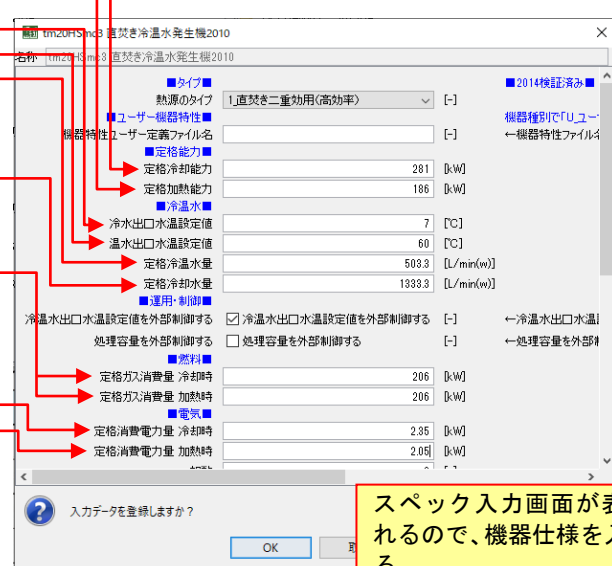 tm20HSmc3 直焚き冷温水発生機2010
名称 tm20HSmc3 直焚き冷温水発生機2010
■タイプ■ ■2014検証済み■
熱源のタイプ 1_直焚き二重効用(高効率) [-]
■ユーザー機器特性■ 機器種別で「U_ユー
機器特性ユーザー定義ファイル名 [-] ←機器特性ファイル名
■定格能力■
定格冷却能力 281 [kW]
定格加熱能力 186 [kW]
■冷温水■
冷水出口水温設定値 7 [℃]
温水出口水温設定値 60 [℃]
定格冷温水量 503.3 [L/min(w)]
定格冷却水量 1333.3 [L/min(w)]
■運用・制御■
冷温水出口水温設定値を外部制御する 冷温水出口水温設定値を外部制御する [-] ←冷温水出口水温
処理容量を外部制御する 処理容量を外部制御する [-] ←処理容量を外部
■燃料■
定格ガス消費量 冷却時 206 [kW]
定格ガス消費量 加熱時 206 [kW]
■電気■
定格消費電力量 冷却時 2.35 [kW]
定格消費電力量 加熱時 2.05 [kW]
入力データを登録しますか？
OK
スペック入力画面が表
れるので、機器仕様を入
る